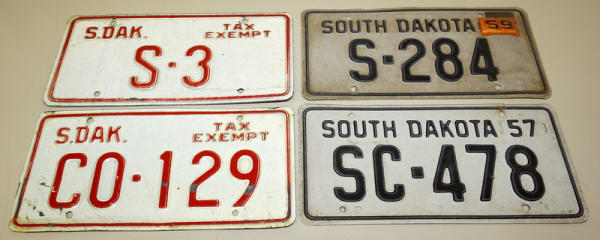 S.DAK. TAX
EXEMPT
S·3
SOUTH DAKOTA 59
S·284
S.DAK. TAX
EXEMPT
CO·129
SOUTH DAKOTA 57
SC·478